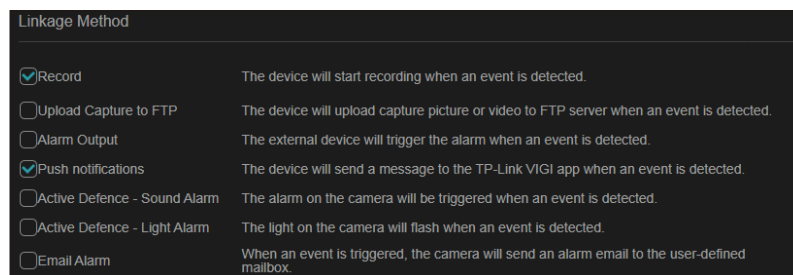 Linkage Method
Record The device will start recording when an event is detected.
Upload Capture to FTP The device will upload capture picture or video to FTP server when an event is detected.
Alarm Output The external device will trigger the alarm when an event is detected.
Push notifications The device will send a message to the TP-Link VIGI app when an event is detected.
Active Defence - Sound Alarm The alarm on the camera will be triggered when an event is detected.
Active Defence - Light Alarm The light on the camera will flash when an event is detected.
Email Alarm When an event is triggered, the camera will send an alarm email to the user-defined
mailbox.